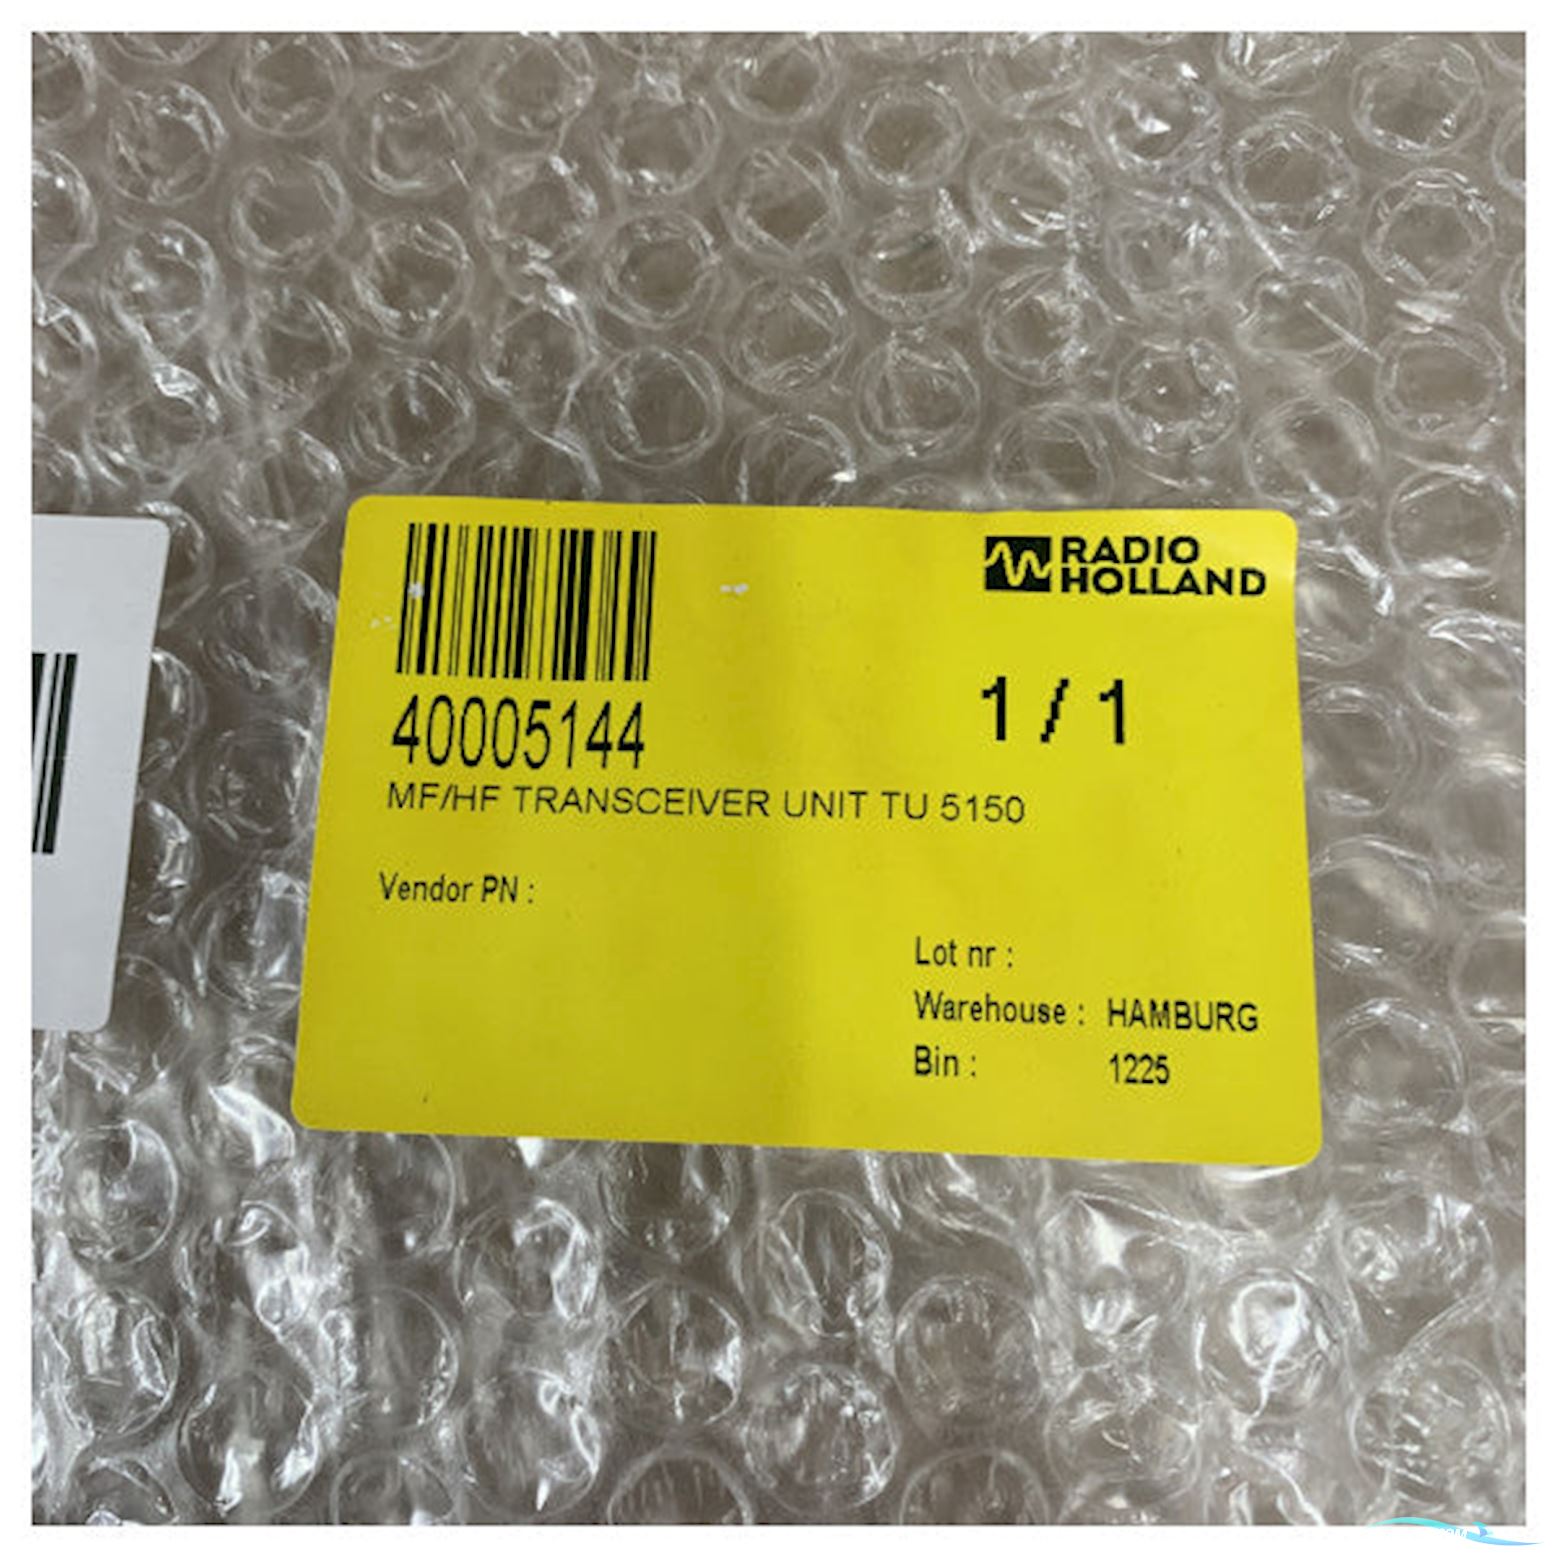 RADIO
HOLLAND
40005144
1 / 1
MF/HF TRANSCEIVER UNIT TU 5150
Vendor PN :
Lot nr :
Warehouse : HAMBURG
Bin : 1225